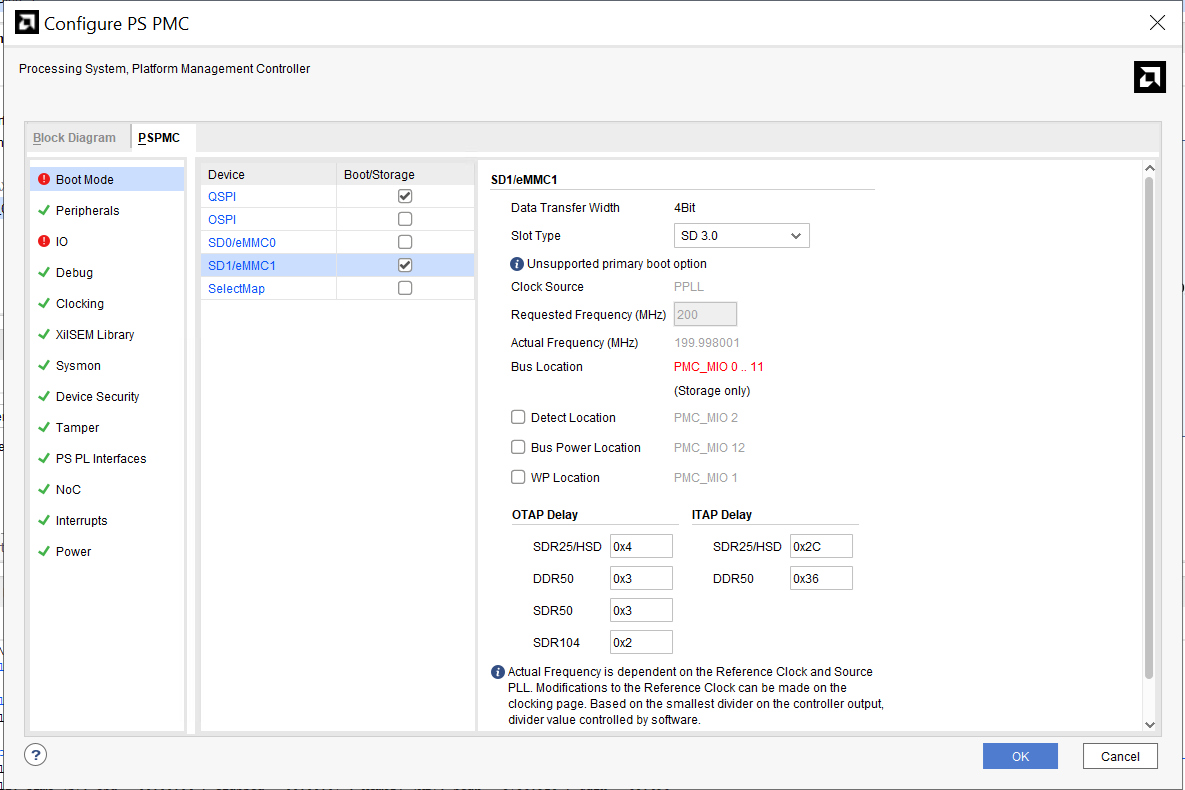 Configure PS PMC
Processing System, Platform Management Controller
Block Diagram
PSPMC
Boot Mode
Peripherals
IO
Debug
Clocking
XilSEM Library
Sysmon
Device Security
Tamper
PS PL Interfaces
NoC
Interrupts
Power
Device Boot/Storage
QSPI
OSPI
SD0/eMMC0
SD1/eMMC1
SelectMap
SD1/eMMC1
Data Transfer Width 4Bit
Slot Type SD 3.0
Unsupported primary boot option
Clock Source PPLL
Requested Frequency (MHz) 200
Actual Frequency (MHz) 199.998001
Bus Location PMC_MIO 0 .. 11
(Storage only)
Detect Location PMC_MIO 2
Bus Power Location PMC_MIO 12
WP Location PMC_MIO 1
OTAP Delay ITAP Delay
SDR25/HSD 0x4 SDR25/HSD 0x2C
DDR50 0x3 DDR50 0x36
SDR50 0x3
SDR104 0x2
Actual Frequency is dependent on the Reference Clock and Source
PLL. Modifications to the Reference Clock can be made on the
clocking page. Based on the smallest divider on the controller output,
divider value controlled by software.
?
OK Cancel